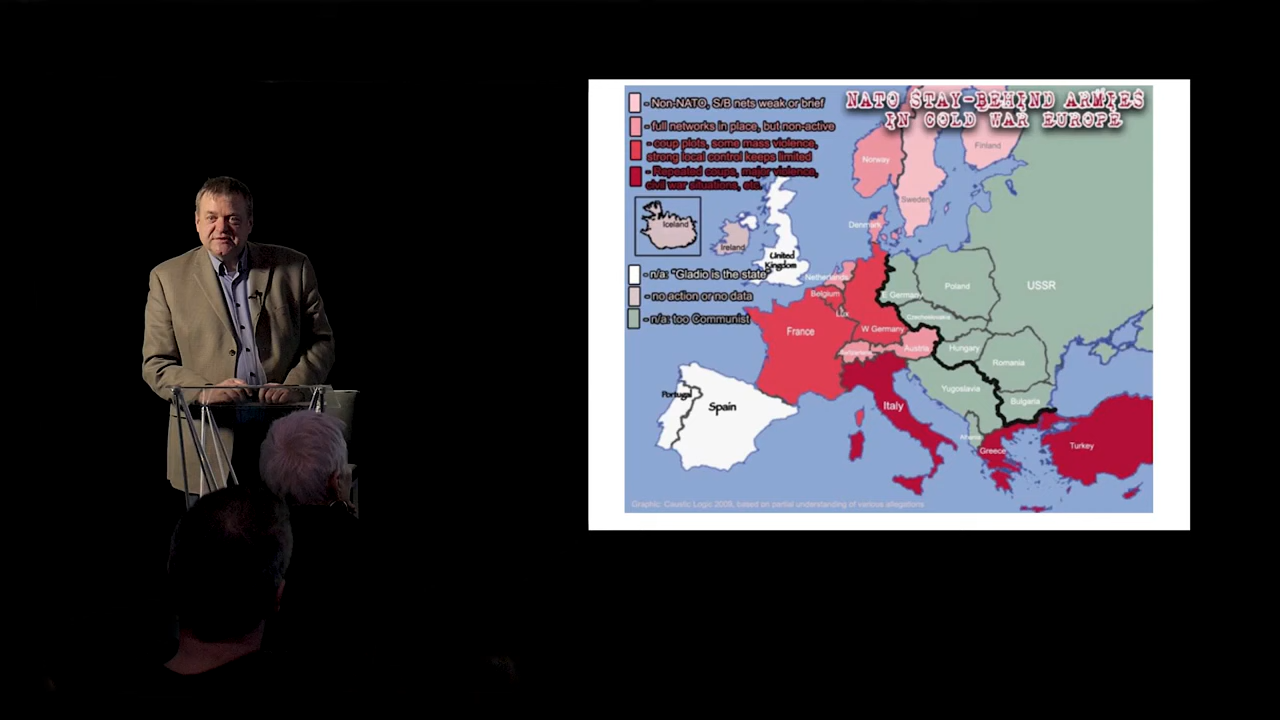 NATO STAY-BEHIND ARMIES
IN COLD WAR EUROPE
- Non-NATO, S/B nets weak or brief
- full networks in place, but non-active
- coup plots, some mass violence,
strong local control keeps limited
- Repeated coups, major violence,
civil war situations, etc.
Finland
Norway
Sweden
Iceland
Denmark
Ireland
United
Kingdom
- n/a: "Gladio is the state"
Netherlands
Poland
USSR
- no action or no data
Belgium
E Germany
- n/a: too Communist
Lux
Czechoslovakia
France
W Germany
Austria
Hungary
Romania
Portugal
Spain
Yugoslavia
Italy
Bulgaria
Albania
Greece
Turkey
Graphic: Caustic Logic 2009, based on partial understanding of various allegations